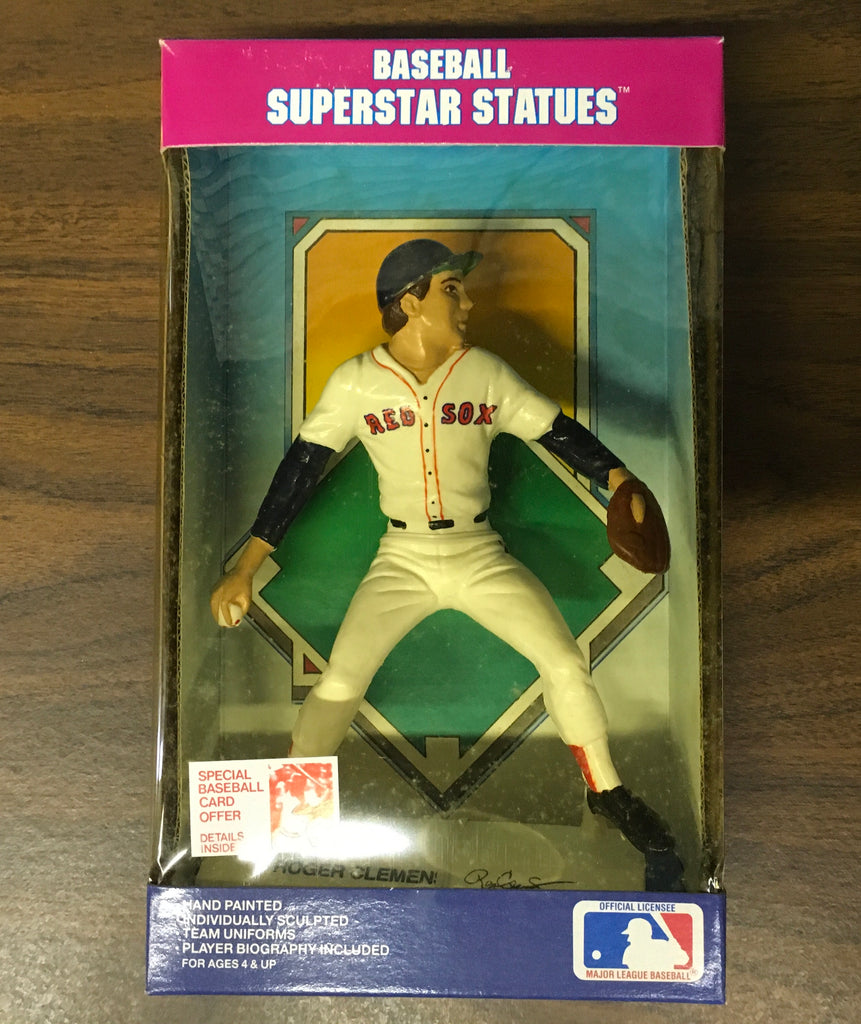 BASEBALL
SUPERSTAR STATUES™
RED SOX
SPECIAL
BASEBALL
CARD
OFFER
DETAILS
INSIDE
ROGER CLEMENS
· HAND PAINTED
· INDIVIDUALLY SCULPTED
· TEAM UNIFORMS
· PLAYER BIOGRAPHY INCLUDED
FOR AGES 4 & UP
OFFICIAL LICENSEE
MAJOR LEAGUE BASEBALL®